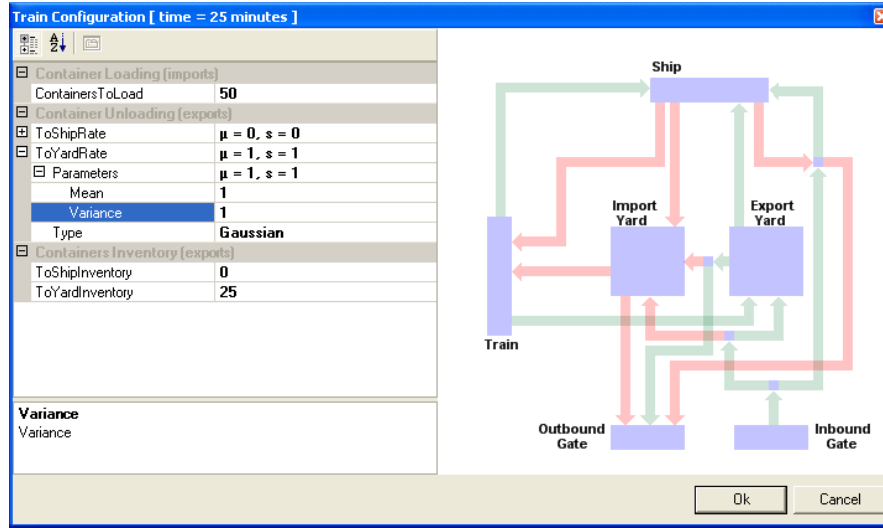 Train Configuration [ time = 25 minutes ]
Container Loading (imports)
ContainersToLoad 50
Container Unloading (exports)
ToShipRate μ = 0, s = 0
ToYardRate μ = 1, s = 1
Parameters μ = 1, s = 1
Mean 1
Variance 1
Type Gaussian
Containers Inventory (exports)
ToShipInventory 0
ToYardInventory 25
Variance
Variance
Ship
Import
Yard
Export
Yard
Train
Outbound
Gate
Inbound
Gate
Ok
Cancel